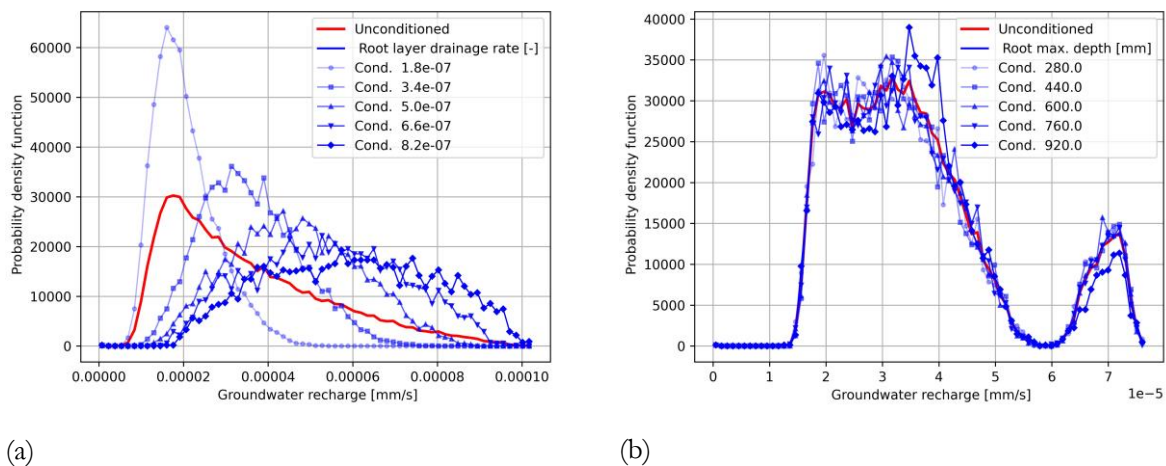 Unconditioned
Root layer drainage rate [-]
Cond. 1.8e-07
Cond. 3.4e-07
Cond. 5.0e-07
Cond. 6.6e-07
Cond. 8.2e-07
60000
50000
40000
30000
20000
10000
0
Probability density function
0.00000 0.00002 0.00004 0.00006 0.00008 0.00010
Groundwater recharge [mm/s]
(a)
Unconditioned
Root max. depth [mm]
Cond. 280.0
Cond. 440.0
Cond. 600.0
Cond. 760.0
Cond. 920.0
40000
35000
30000
25000
20000
15000
10000
5000
0
Probability density function
0 1 2 3 4 5 6 7
1e−5
Groundwater recharge [mm/s]
(b)